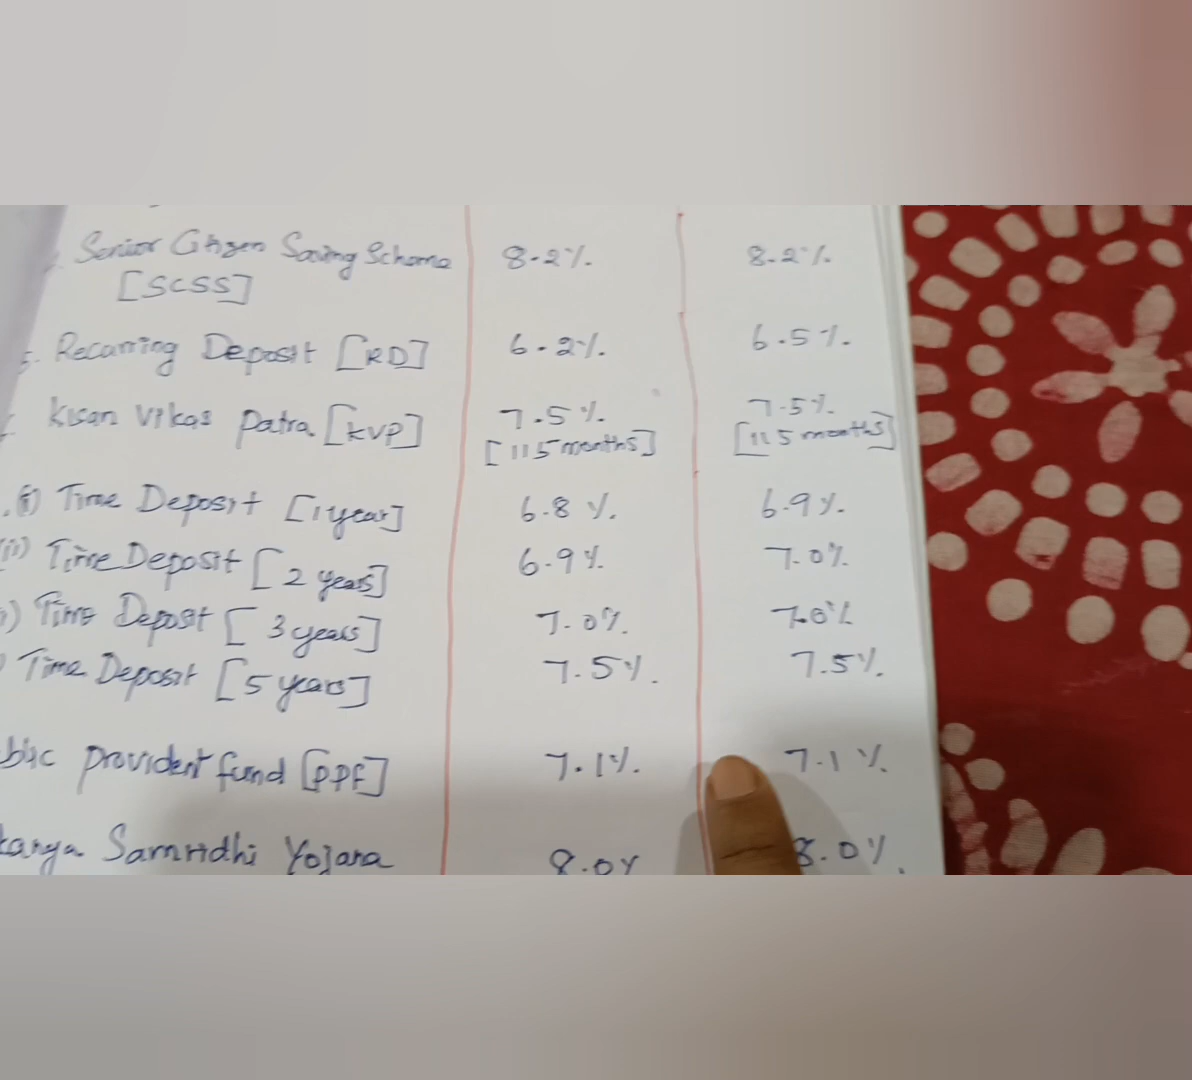 Senior Citizen Saving Scheme 8.2% 8.2%
[SCSS]
5. Recurring Deposit [RD] 6.2% 6.5%
Kisan Vikas Patra [KVP] 7.5% 7.5%
[115 months] [115 months]
(i) Time Deposit [1 year] 6.8% 6.9%
(ii) Time Deposit [2 years] 6.9% 7.0%
) Time Deposit [3 years] 7.0% 7.0%
) Time Deposit [5 years] 7.5% 7.5%
blic Provident fund [PPF] 7.1% 7.1%
kanya Samridhi Yojana 8.0% 8.0%